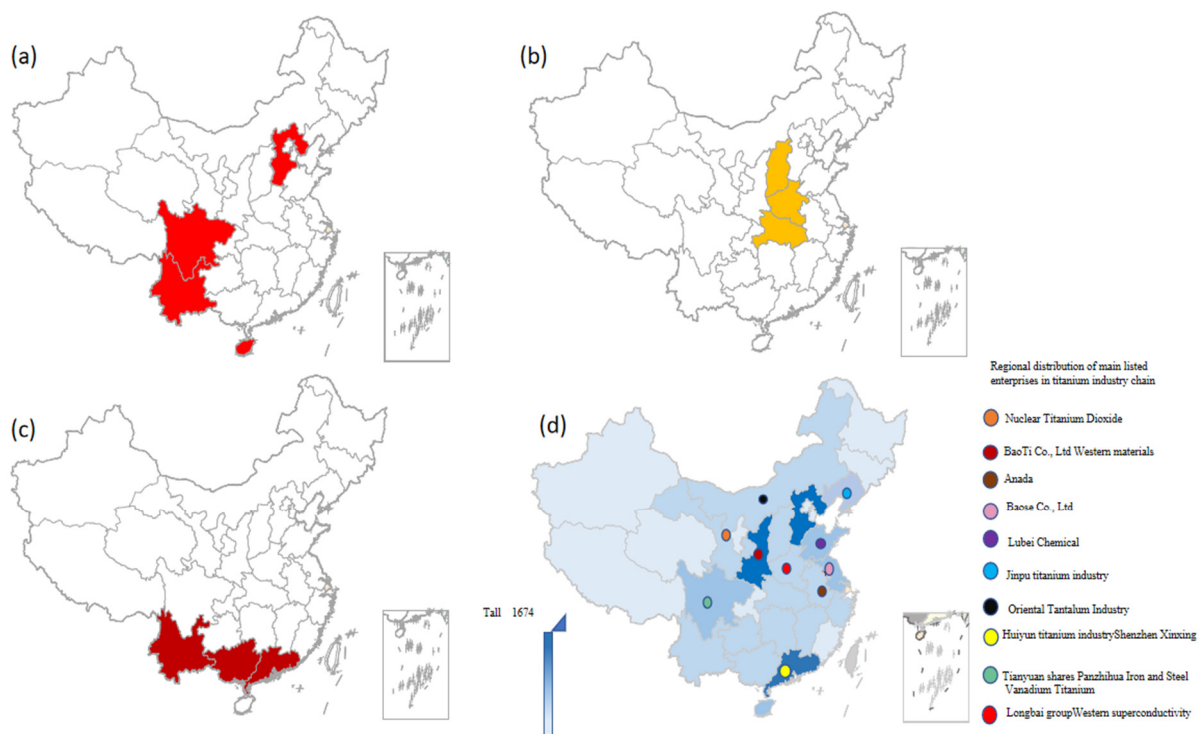 (a)
(b)
(c)
(d)
Tall 1674
Regional distribution of main listed
enterprises in titanium industry chain
Nuclear Titanium Dioxide
BaoTi Co., Ltd Western materials
Anada
Baose Co., Ltd
Lubei Chemical
Jinpu titanium industry
Oriental Tantalum Industry
Huiyun titanium industryShenzhen Xinxing
Tianyuan shares Panzhihua Iron and Steel
Vanadium Titanium
Longbai groupWestern superconductivity